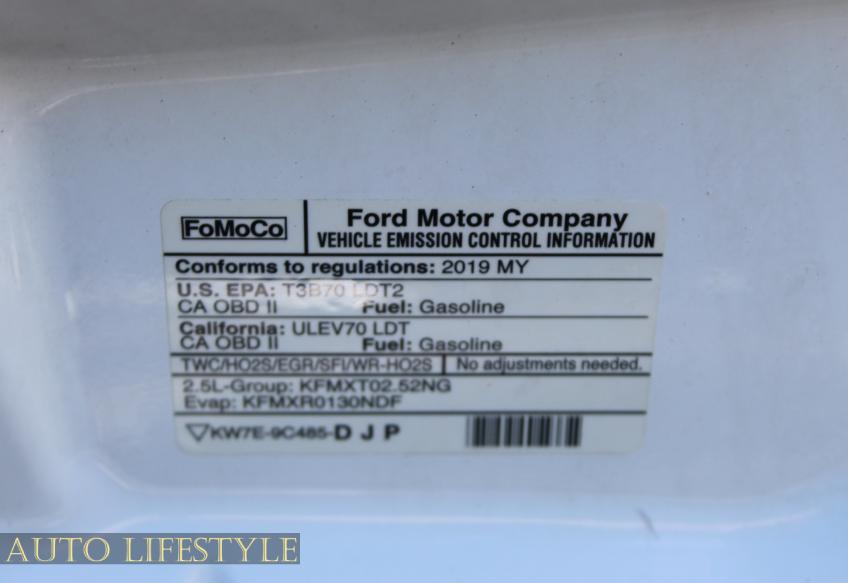 FoMoCo
Ford Motor Company
VEHICLE EMISSION CONTROL INFORMATION
Conforms to regulations: 2019 MY
U.S. EPA: T3B70 LDT2
CA OBD II Fuel: Gasoline
California: ULEV70 LDT
CA OBD II Fuel: Gasoline
TWC/HO2S/EGR/SFI/WR-HO2S No adjustments needed.
2.5L-Group: KFMXT02.52NG
Evap: KFMXR0130NDF
KW7E-9C485-D J P
AUTO LIFESTYLE